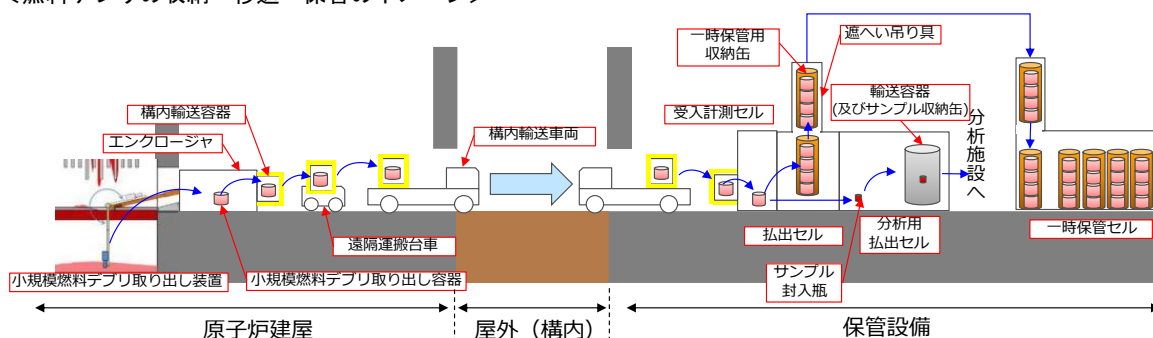 一時保管用
収納缶
遮へい吊り具
輸送容器
(及びサンプル収納缶)
構内輸送容器
受入計測セル
エンクロージャ
構内輸送車両
分析施設へ
遠隔運搬台車
払出セル
分析用
払出セル
一時保管セル
小規模燃料デブリ取り出し装置
小規模燃料デブリ取り出し容器
サンプル
封入瓶
原子炉建屋
屋外（構内）
保管設備